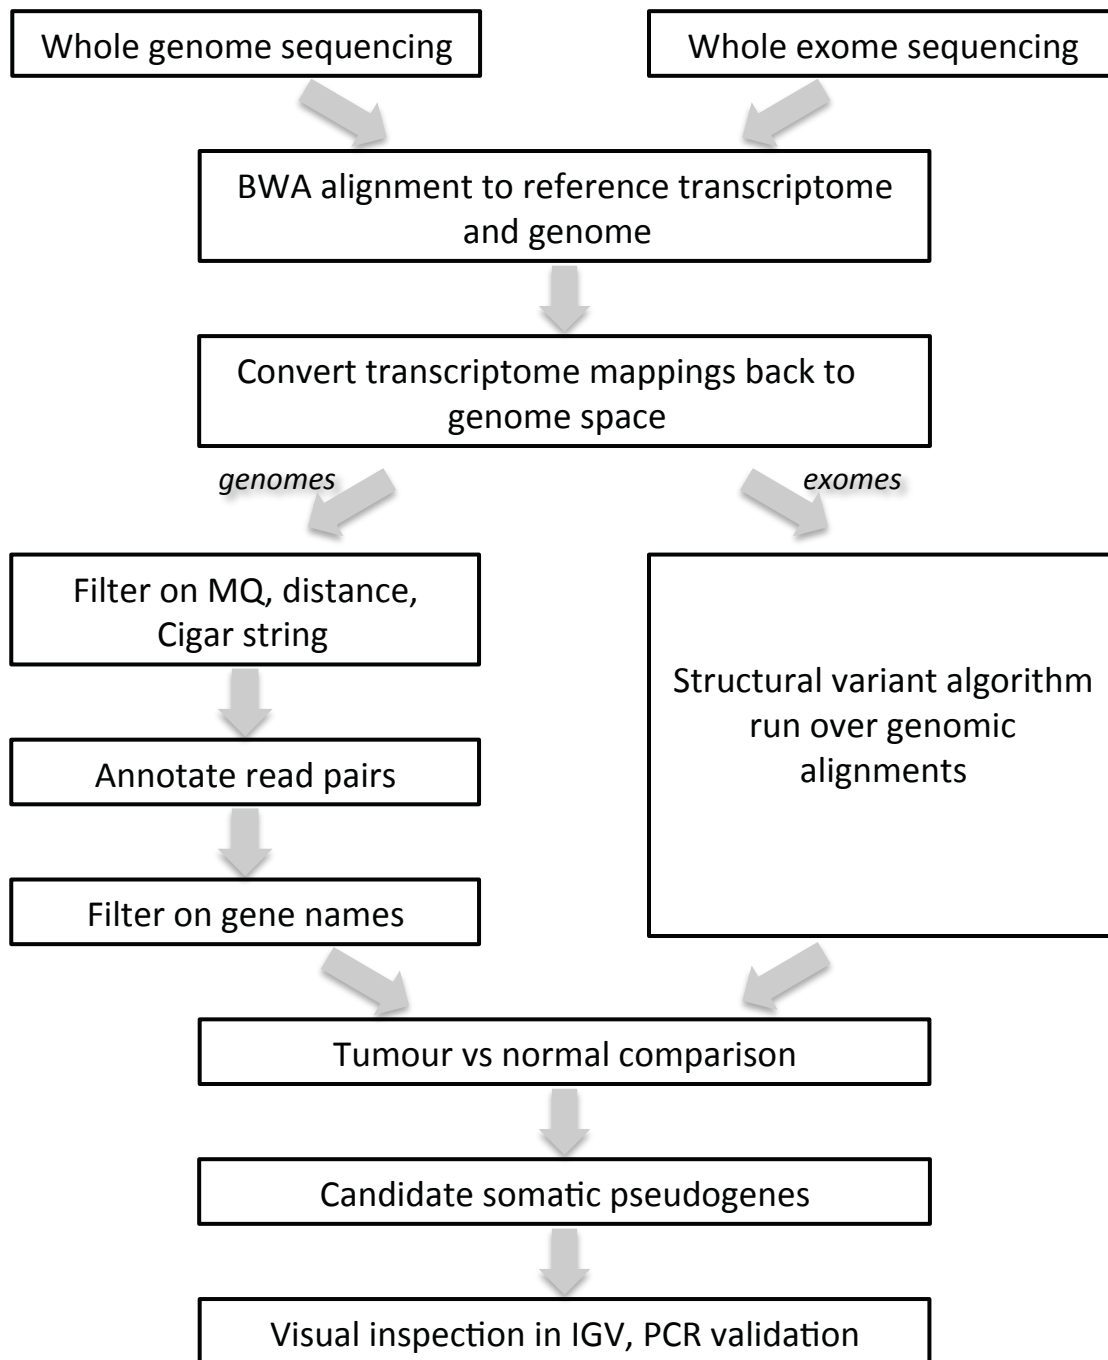 Whole genome sequencing
Whole exome sequencing
BWA alignment to reference transcriptome
and genome
Convert transcriptome mappings back to
genome space
genomes
exomes
Filter on MQ, distance,
Cigar string
Annotate read pairs
Filter on gene names
Structural variant algorithm
run over genomic
alignments
Tumour vs normal comparison
Candidate somatic pseudogenes
Visual inspection in IGV, PCR validation